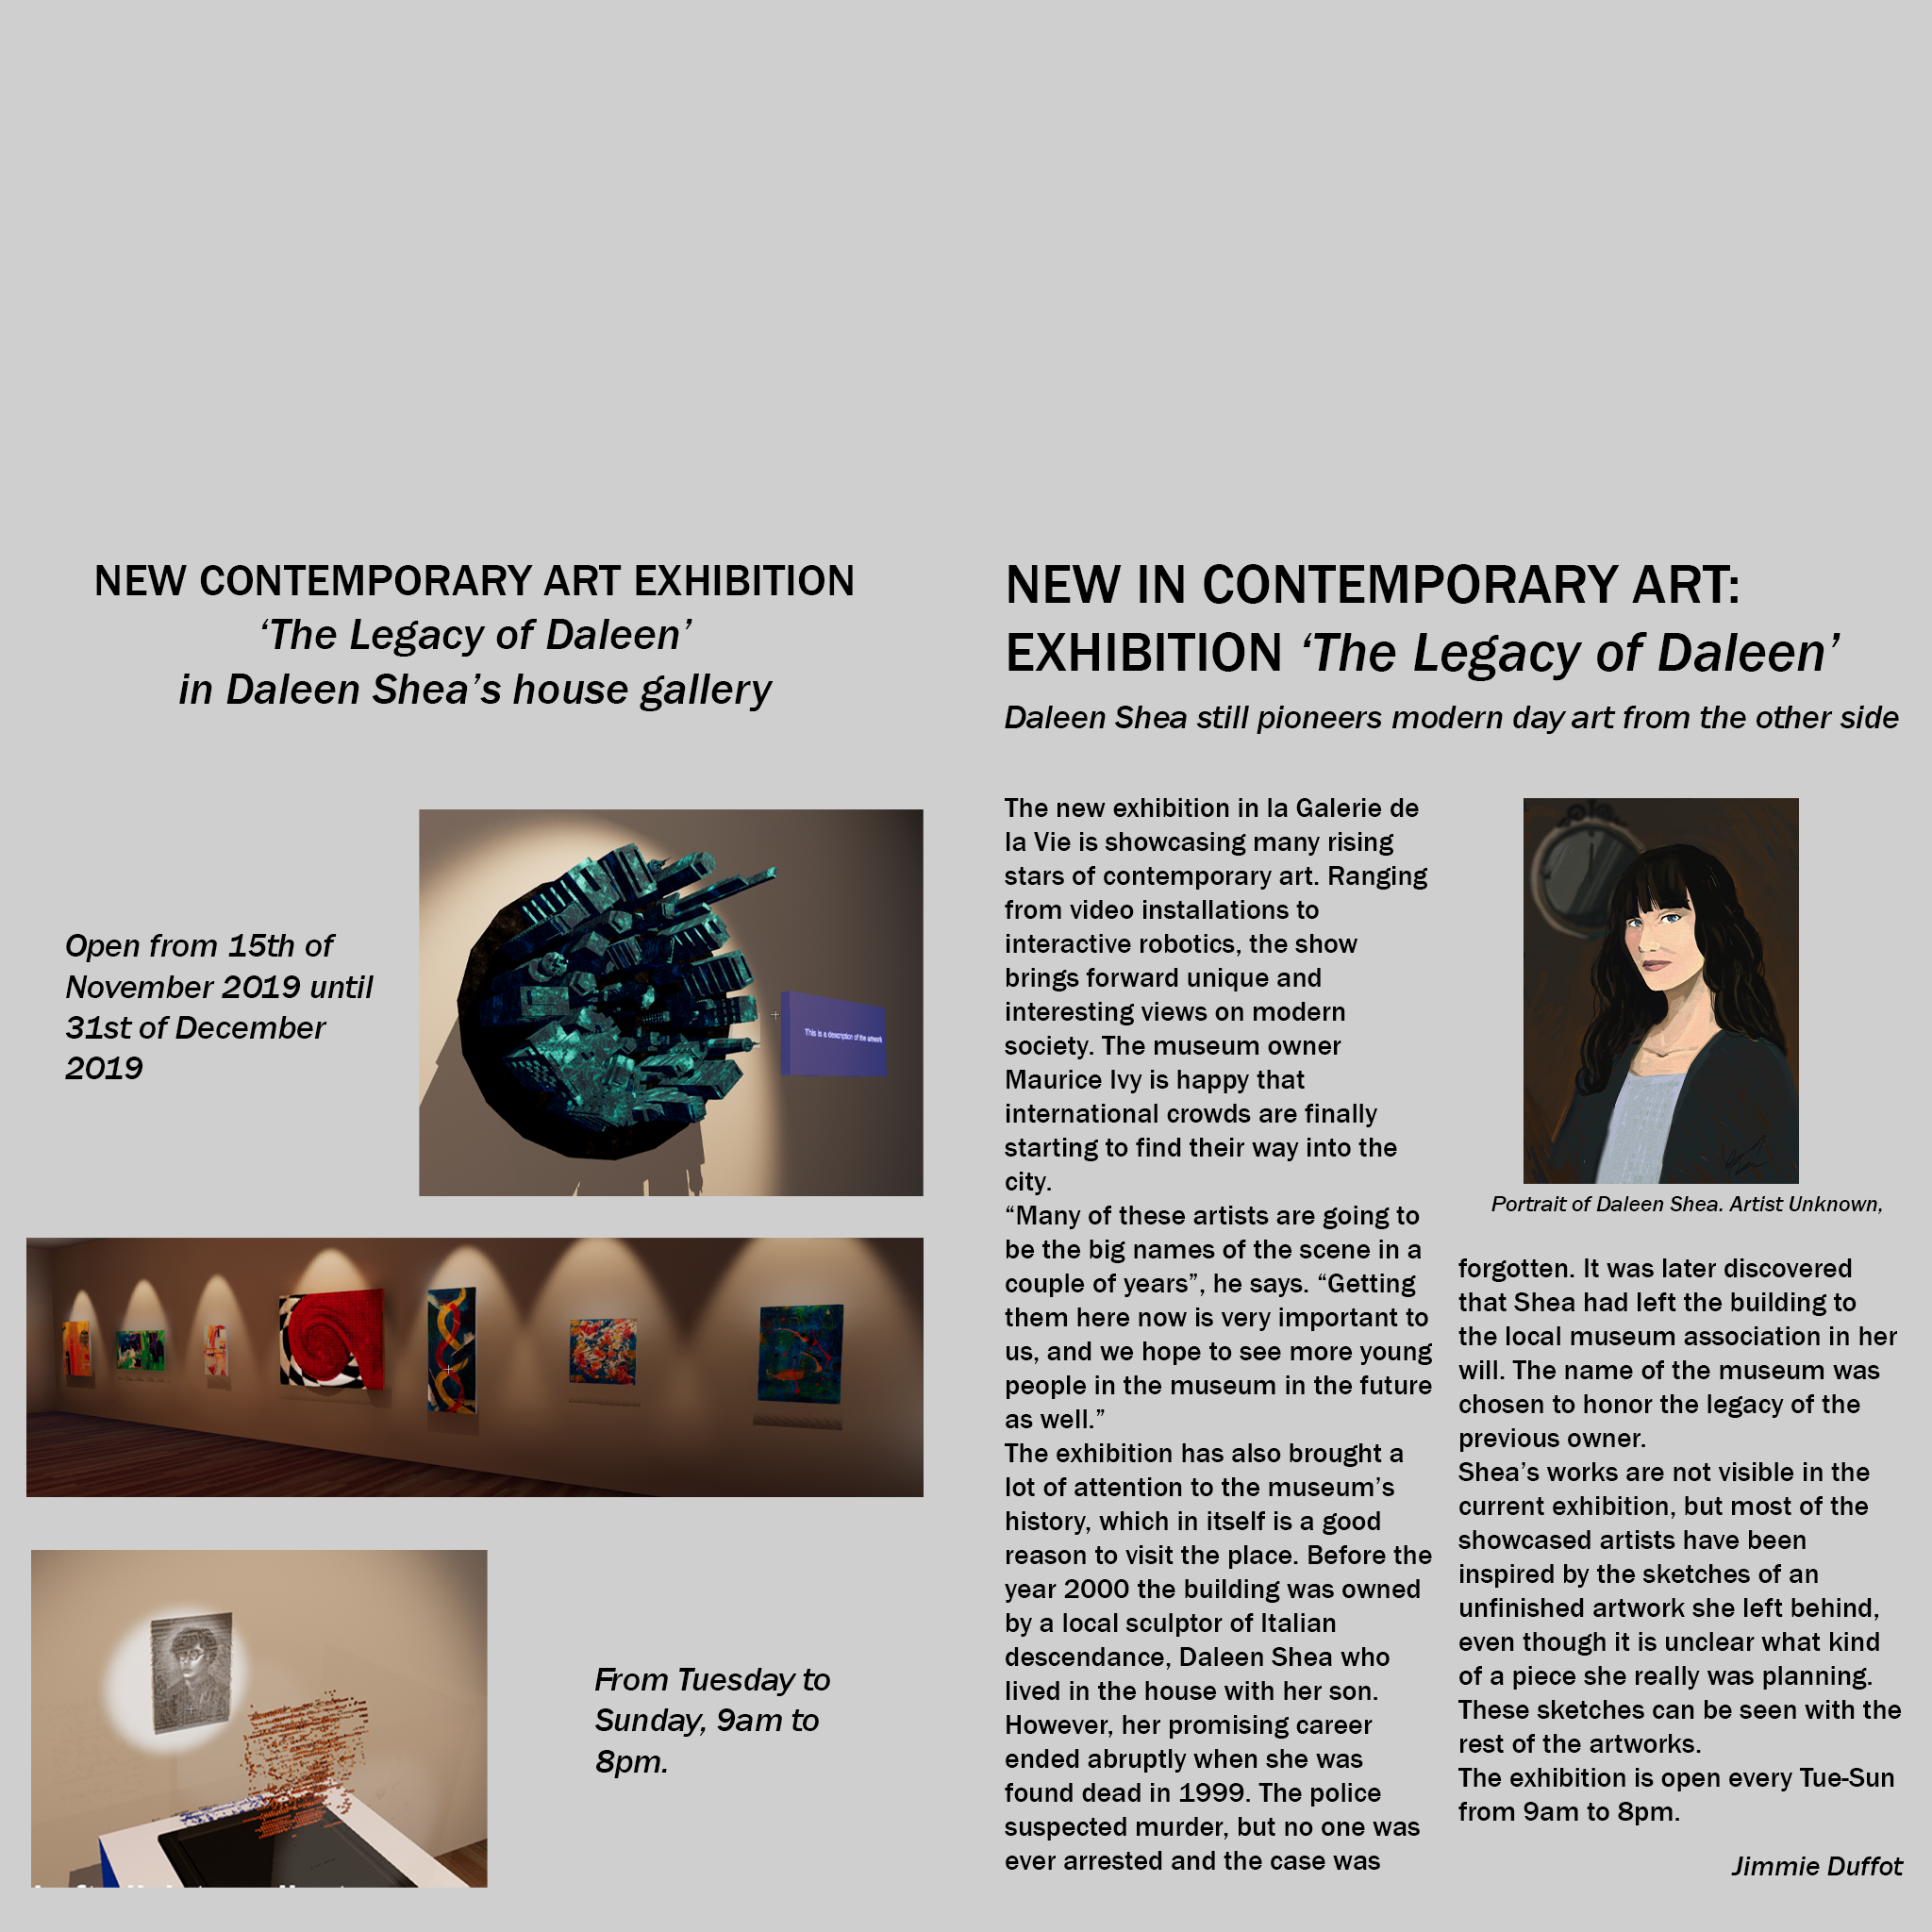 NEW CONTEMPORARY ART EXHIBITION
‘The Legacy of Daleen’
in Daleen Shea’s house gallery
Open from 15th of
November 2019 until
31st of December
2019
This is a description of the artwork
From Tuesday to
Sunday, 9am to
8pm.
NEW IN CONTEMPORARY ART:
EXHIBITION ‘The Legacy of Daleen’
Daleen Shea still pioneers modern day art from the other side
The new exhibition in la Galerie de
la Vie is showcasing many rising
stars of contemporary art. Ranging
from video installations to
interactive robotics, the show
brings forward unique and
interesting views on modern
society. The museum owner
Maurice Ivy is happy that
international crowds are finally
starting to find their way into the
city.
“Many of these artists are going to
be the big names of the scene in a
couple of years”, he says. “Getting
them here now is very important to
us, and we hope to see more young
people in the museum in the future
as well.”
The exhibition has also brought a
lot of attention to the museum’s
history, which in itself is a good
reason to visit the place. Before the
year 2000 the building was owned
by a local sculptor of Italian
descendance, Daleen Shea who
lived in the house with her son.
However, her promising career
ended abruptly when she was
found dead in 1999. The police
suspected murder, but no one was
ever arrested and the case was
Portrait of Daleen Shea. Artist Unknown,
forgotten. It was later discovered
that Shea had left the building to
the local museum association in her
will. The name of the museum was
chosen to honor the legacy of the
previous owner.
Shea’s works are not visible in the
current exhibition, but most of the
showcased artists have been
inspired by the sketches of an
unfinished artwork she left behind,
even though it is unclear what kind
of a piece she really was planning.
These sketches can be seen with the
rest of the artworks.
The exhibition is open every Tue-Sun
from 9am to 8pm.
Jimmie Duffot